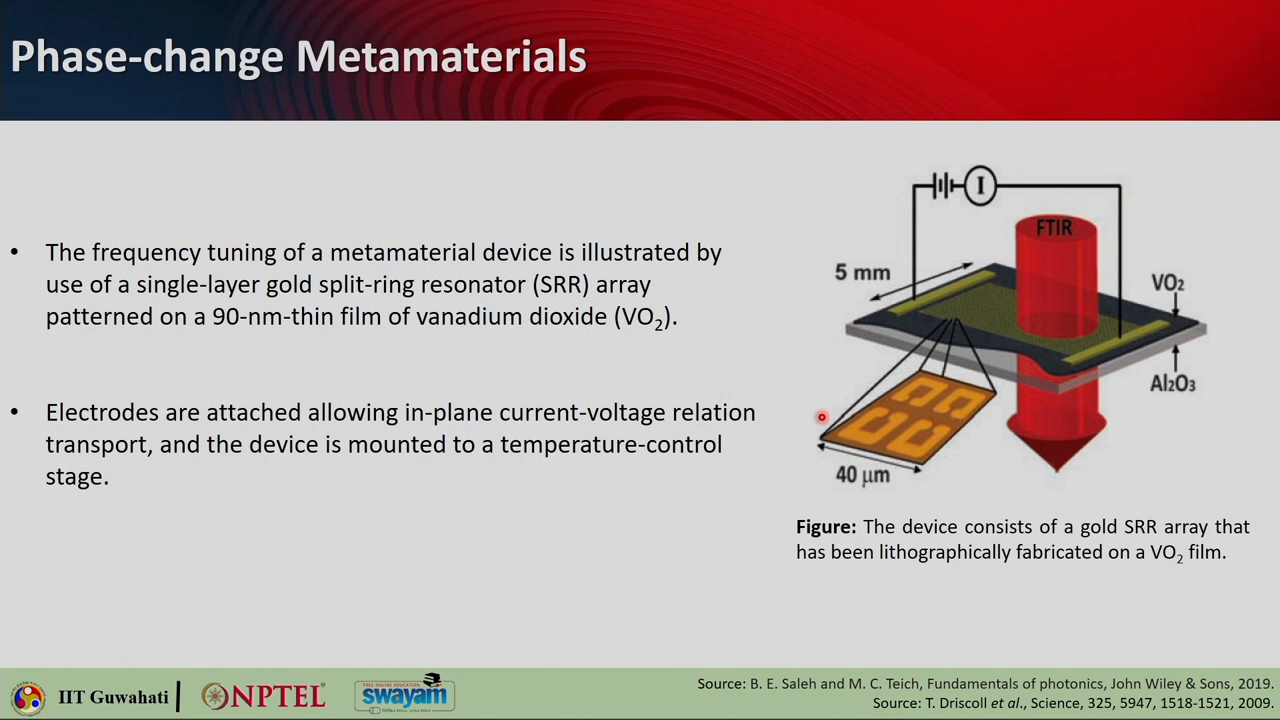 Phase-change Metamaterials
• The frequency tuning of a metamaterial device is illustrated by
use of a single-layer gold split-ring resonator (SRR) array
patterned on a 90-nm-thin film of vanadium dioxide (VO₂).
• Electrodes are attached allowing in-plane current-voltage relation
transport, and the device is mounted to a temperature-control
stage.
I
FTIR
5 mm
VO₂
Al₂O₃
40 µm
Figure: The device consists of a gold SRR array that
has been lithographically fabricated on a VO₂ film.
IIT Guwahati
NPTEL
FREE ONLINE EDUCATION
swayam
Source: B. E. Saleh and M. C. Teich, Fundamentals of photonics, John Wiley & Sons, 2019.
Source: T. Driscoll et al., Science, 325, 5947, 1518-1521, 2009.